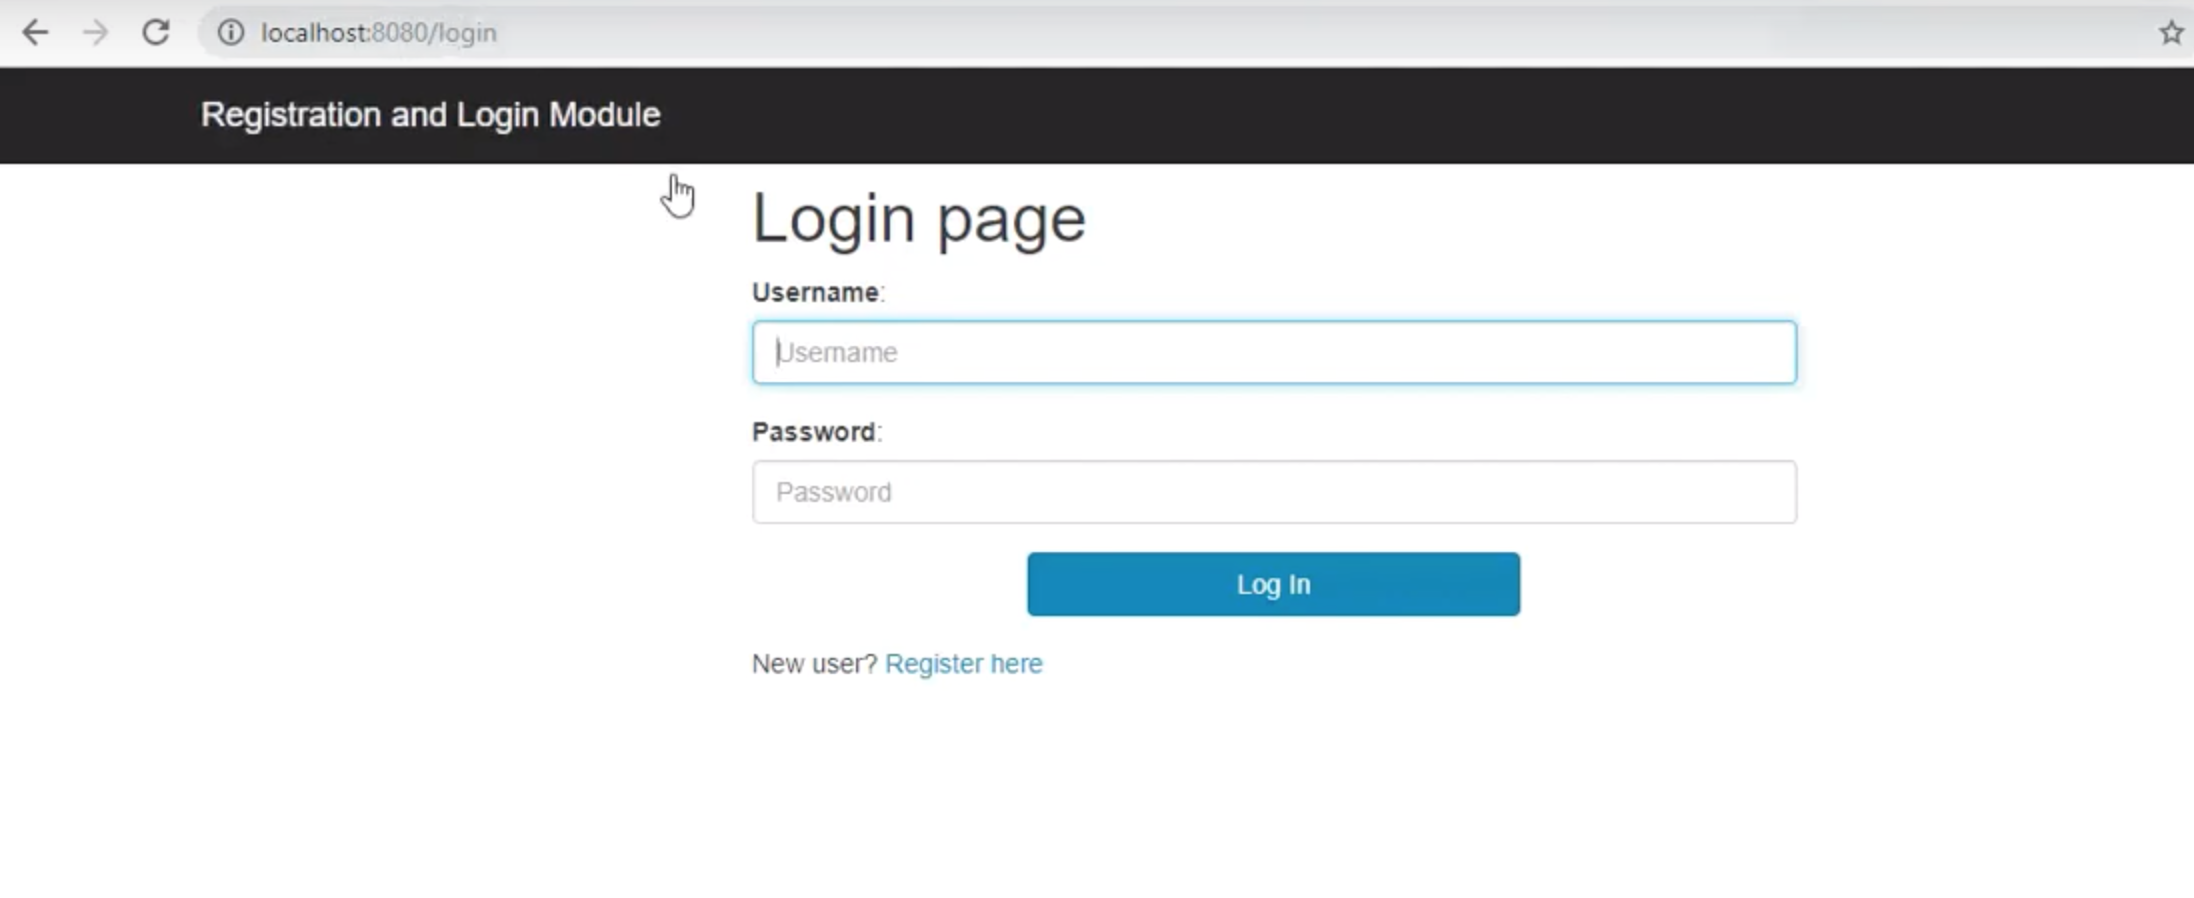 localhost:8080/login
Registration and Login Module
Login page
Username:
Username
Password:
Password
Log In
New user? Register here